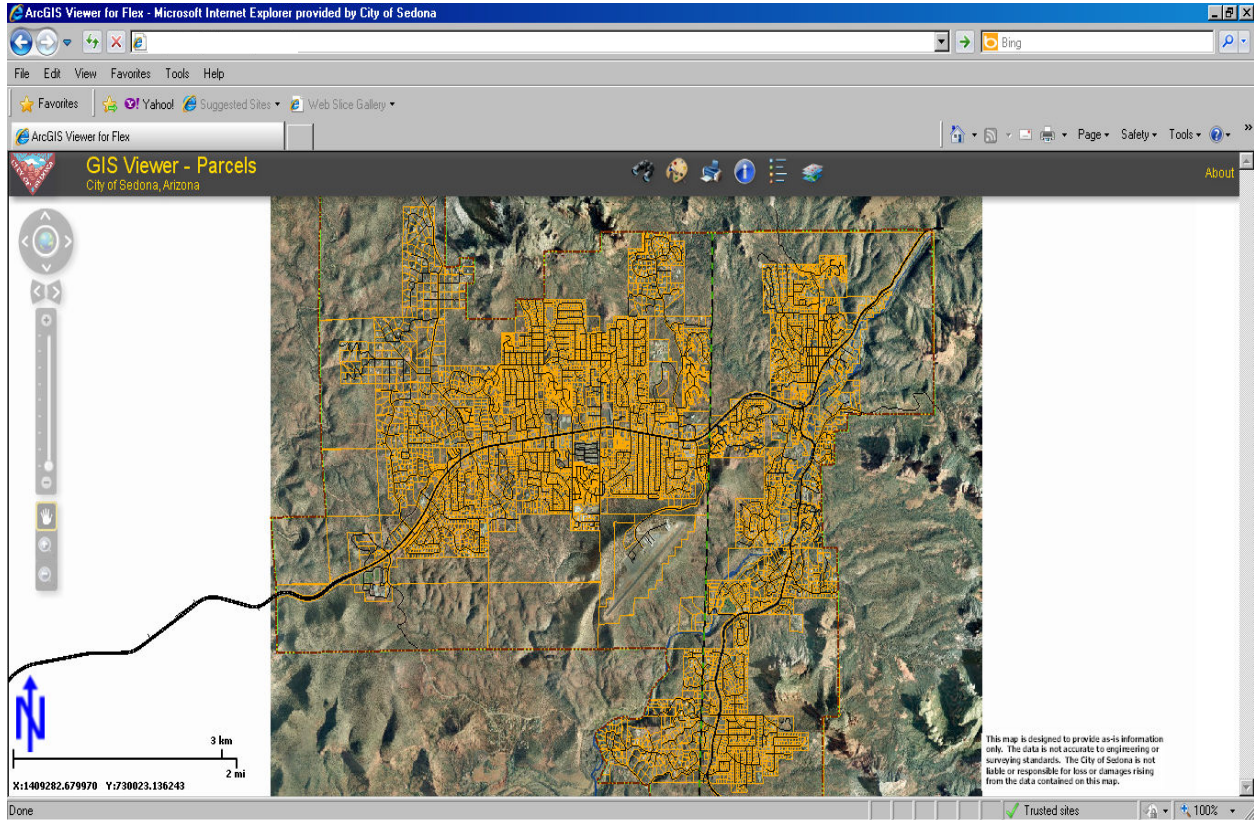 ArcGIS Viewer for Flex - Microsoft Internet Explorer provided by City of Sedona
Bing
File Edit View Favorites Tools Help
Favorites Yahoo! Suggested Sites Web Slice Gallery
ArcGIS Viewer for Flex
Page Safety Tools »
GIS Viewer - Parcels
City of Sedona, Arizona
About
N
3 km
2 mi
X:1409282.679970 Y:730023.136243
This map is designed to provide as-is information
only. The data is not accurate to engineering or
surveying standards. The City of Sedona is not
liable or responsible for loss or damages rising
from the data contained on this map.
Done
Trusted sites
100%